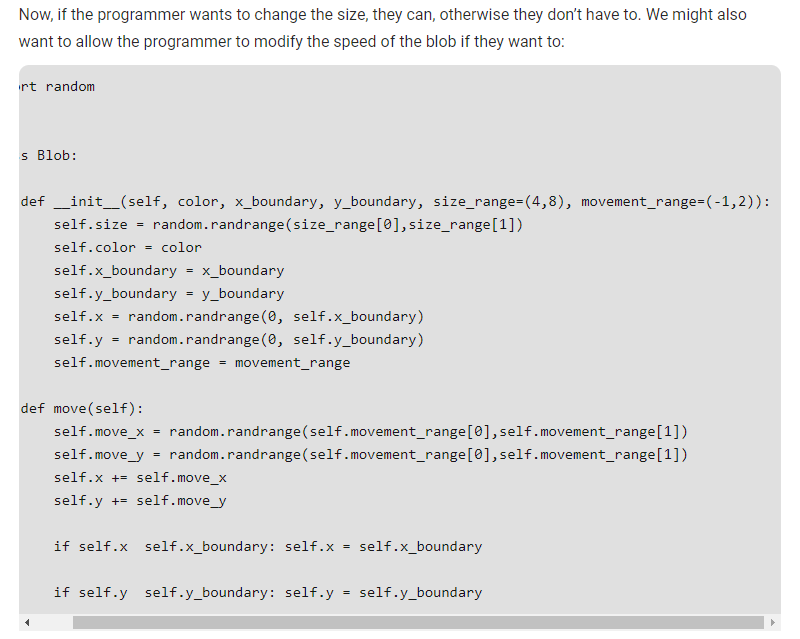 Now, if the programmer wants to change the size, they can, otherwise they don’t have to. We might also
want to allow the programmer to modify the speed of the blob if they want to:
rt random
s Blob:
def __init__(self, color, x_boundary, y_boundary, size_range=(4,8), movement_range=(-1,2)):
    self.size = random.randrange(size_range[0],size_range[1])
    self.color = color
    self.x_boundary = x_boundary
    self.y_boundary = y_boundary
    self.x = random.randrange(0, self.x_boundary)
    self.y = random.randrange(0, self.y_boundary)
    self.movement_range = movement_range
def move(self):
    self.move_x = random.randrange(self.movement_range[0],self.movement_range[1])
    self.move_y = random.randrange(self.movement_range[0],self.movement_range[1])
    self.x += self.move_x
    self.y += self.move_y
    if self.x  self.x_boundary: self.x = self.x_boundary
    if self.y  self.y_boundary: self.y = self.y_boundary